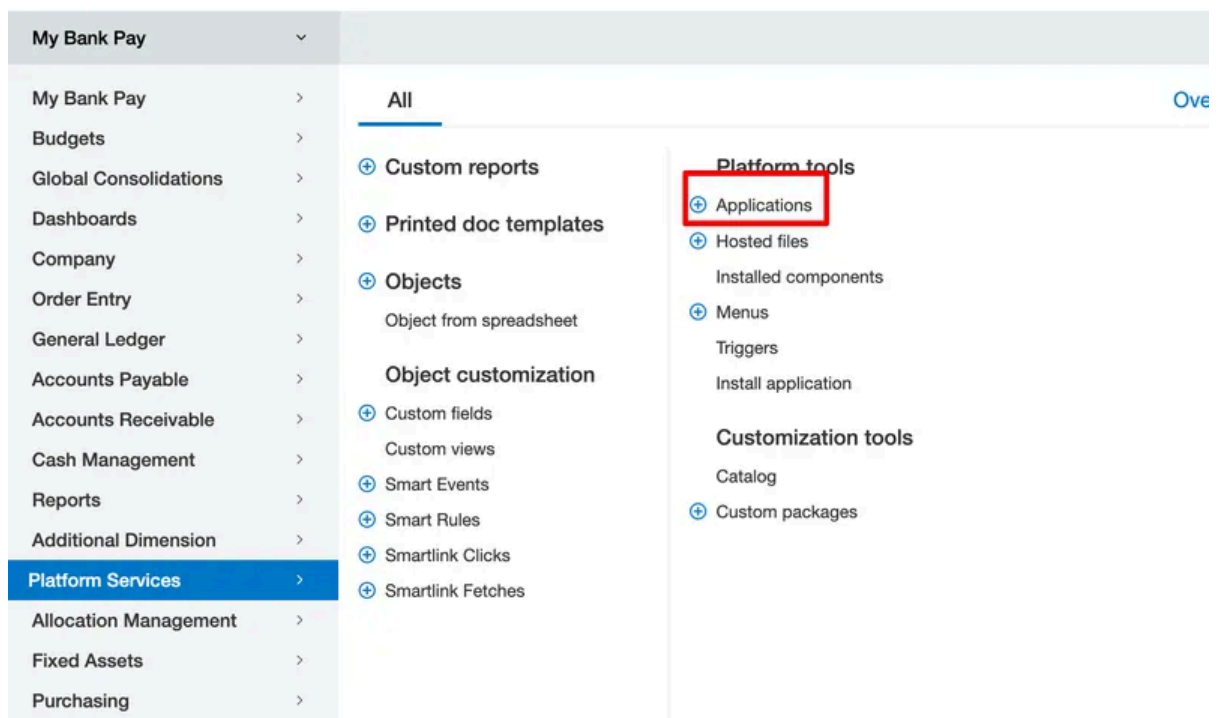 My Bank Pay
My Bank Pay
Budgets
Global Consolidations
Dashboards
Company
Order Entry
General Ledger
Accounts Payable
Accounts Receivable
Cash Management
Reports
Additional Dimension
Platform Services
Allocation Management
Fixed Assets
Purchasing
All
Ove
Custom reports
Printed doc templates
Objects
Object from spreadsheet
Object customization
Custom fields
Custom views
Smart Events
Smart Rules
Smartlink Clicks
Smartlink Fetches
Platform tools
Applications
Hosted files
Installed components
Menus
Triggers
Install application
Customization tools
Catalog
Custom packages